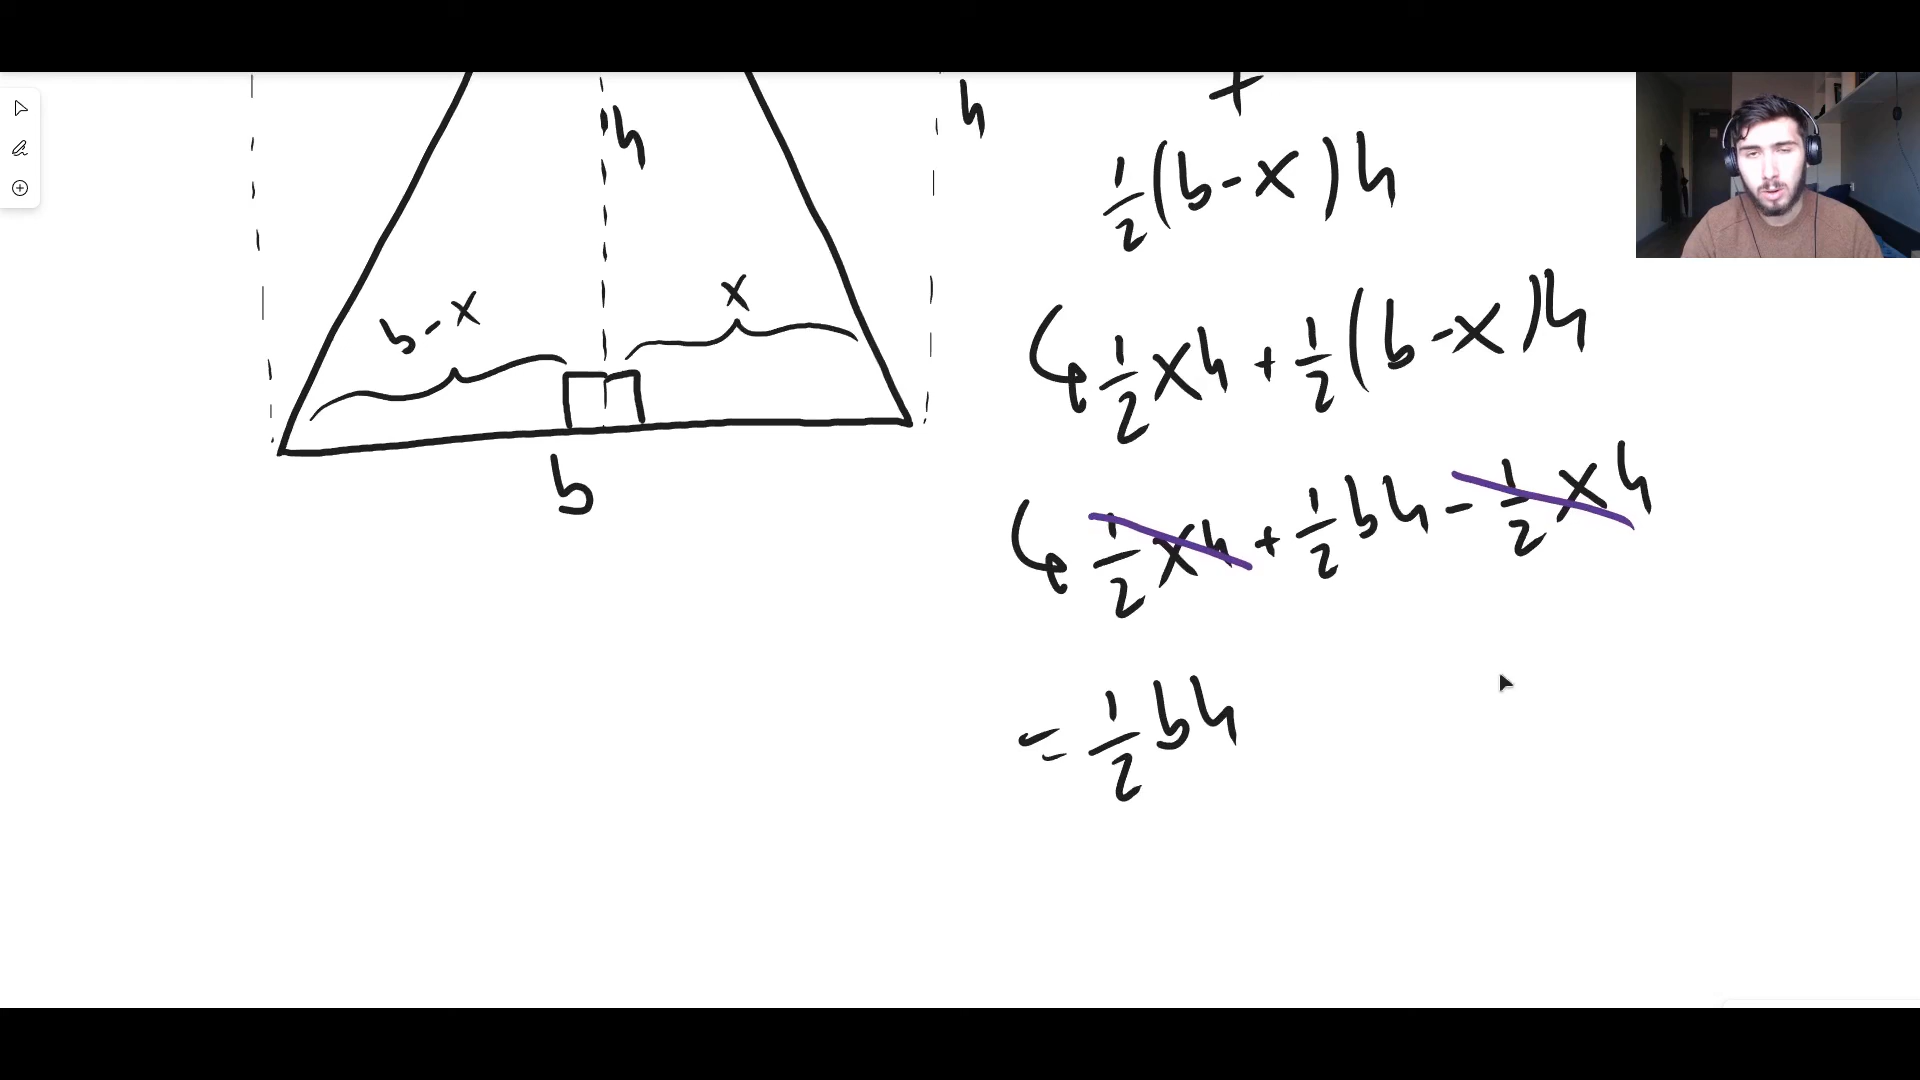 h
h
+
½(b-x)h
b-x
x
½xh + ½(b-x)h
b
½xh + ½bh - ½xh
= ½bh